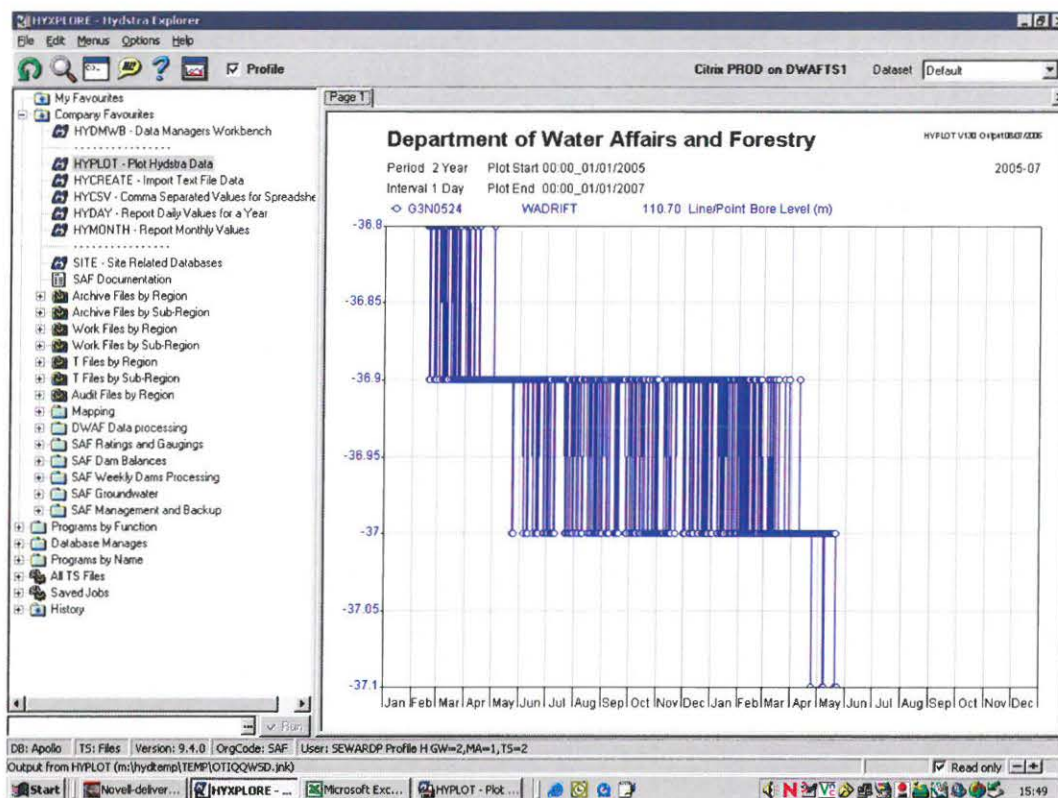 HYXPLORE - Hydstra Explorer
File Edit Menus Options Help
Profile
Citrix PROD on DWAFTS1 Dataset Default
My Favourites
Company Favourites
HYDMWB - Data Managers Workbench
- - - - - - - - - - - - - - -
HYPLOT - Plot Hydstra Data
HYCREATE - Import Text File Data
HYCSV - Comma Separated Values for Spreadshe
HYDAY - Report Daily Values for a Year
HYMONTH - Report Monthly Values
- - - - - - - - - - - - - - -
SITE - Site Related Databases
SAF Documentation
Archive Files by Region
Archive Files by Sub-Region
Work Files by Region
Work Files by Sub-Region
T Files by Region
T Files by Sub-Region
Audit Files by Region
Mapping
DWAF Data processing
SAF Ratings and Gaugings
SAF Dam Balances
SAF Weekly Dams Processing
SAF Groundwater
SAF Management and Backup
Programs by Function
Database Manages
Programs by Name
All TS Files
Saved Jobs
History
Run
Page 1
Department of Water Affairs and Forestry
HYPLOT V130
Period 2 Year Plot Start 00:00_01/01/2005 2005-07
Interval 1 Day Plot End 00:00_01/01/2007
G3N0524 WADRIFT 110.70 Line/Point Bore Level (m)
-36.8
-36.85
-36.9
-36.95
-37
-37.05
-37.1
Jan Feb Mar Apr May Jun Jul Aug Sep Oct Nov Dec Jan Feb Mar Apr May Jun Jul Aug Sep Oct Nov Dec
DB: Apollo TS: Files Version: 9.4.0 OrgCode: SAF User: SEWARDP Profile H GW=2,MA=1,TS=2
Output from HYPLOT (m:\hydtemp\TEMP\OTIQQWSD.jnk) Read only
Start Novell-deliver... HYXPLORE - ... Microsoft Exc... HYPLOT - Plot ... 15:49